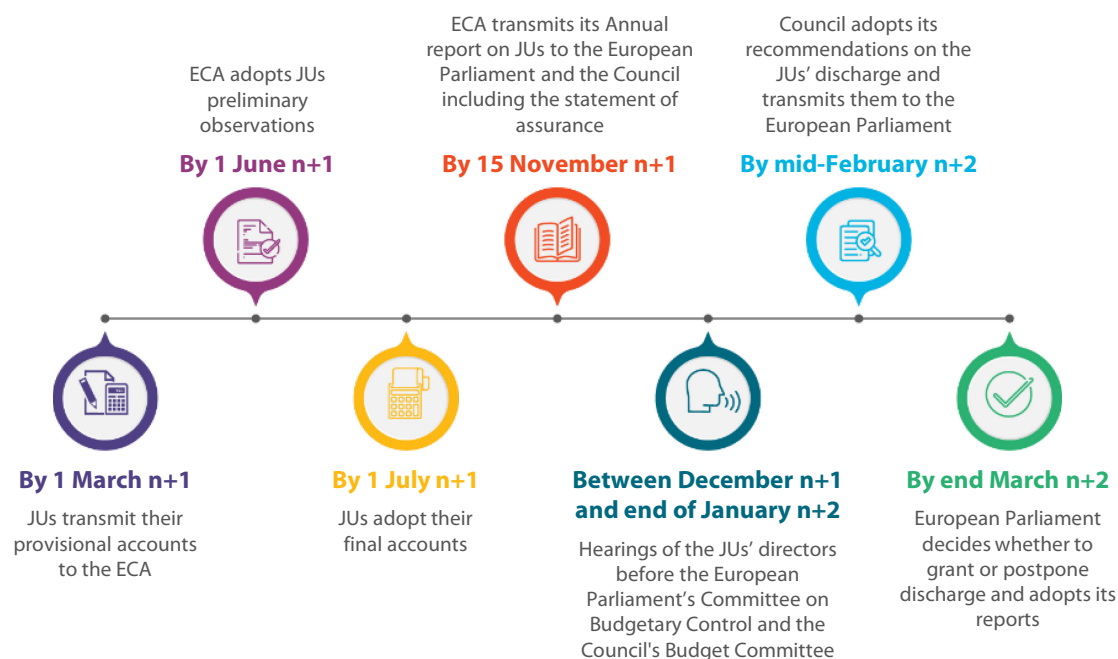 ECA adopts JUs
preliminary
observations
By 1 June n+1
ECA transmits its Annual
report on JUs to the European
Parliament and the Council
including the statement of
assurance
By 15 November n+1
Council adopts its
recommendations on the
JUs’ discharge and
transmits them to the
European Parliament
By mid-February n+2
By 1 March n+1
JUs transmit their
provisional accounts
to the ECA
By 1 July n+1
JUs adopt their
final accounts
Between December n+1
and end of January n+2
Hearings of the JUs’ directors
before the European
Parliament’s Committee on
Budgetary Control and the
Council's Budget Committee
By end March n+2
European Parliament
decides whether to
grant or postpone
discharge and adopts its
reports